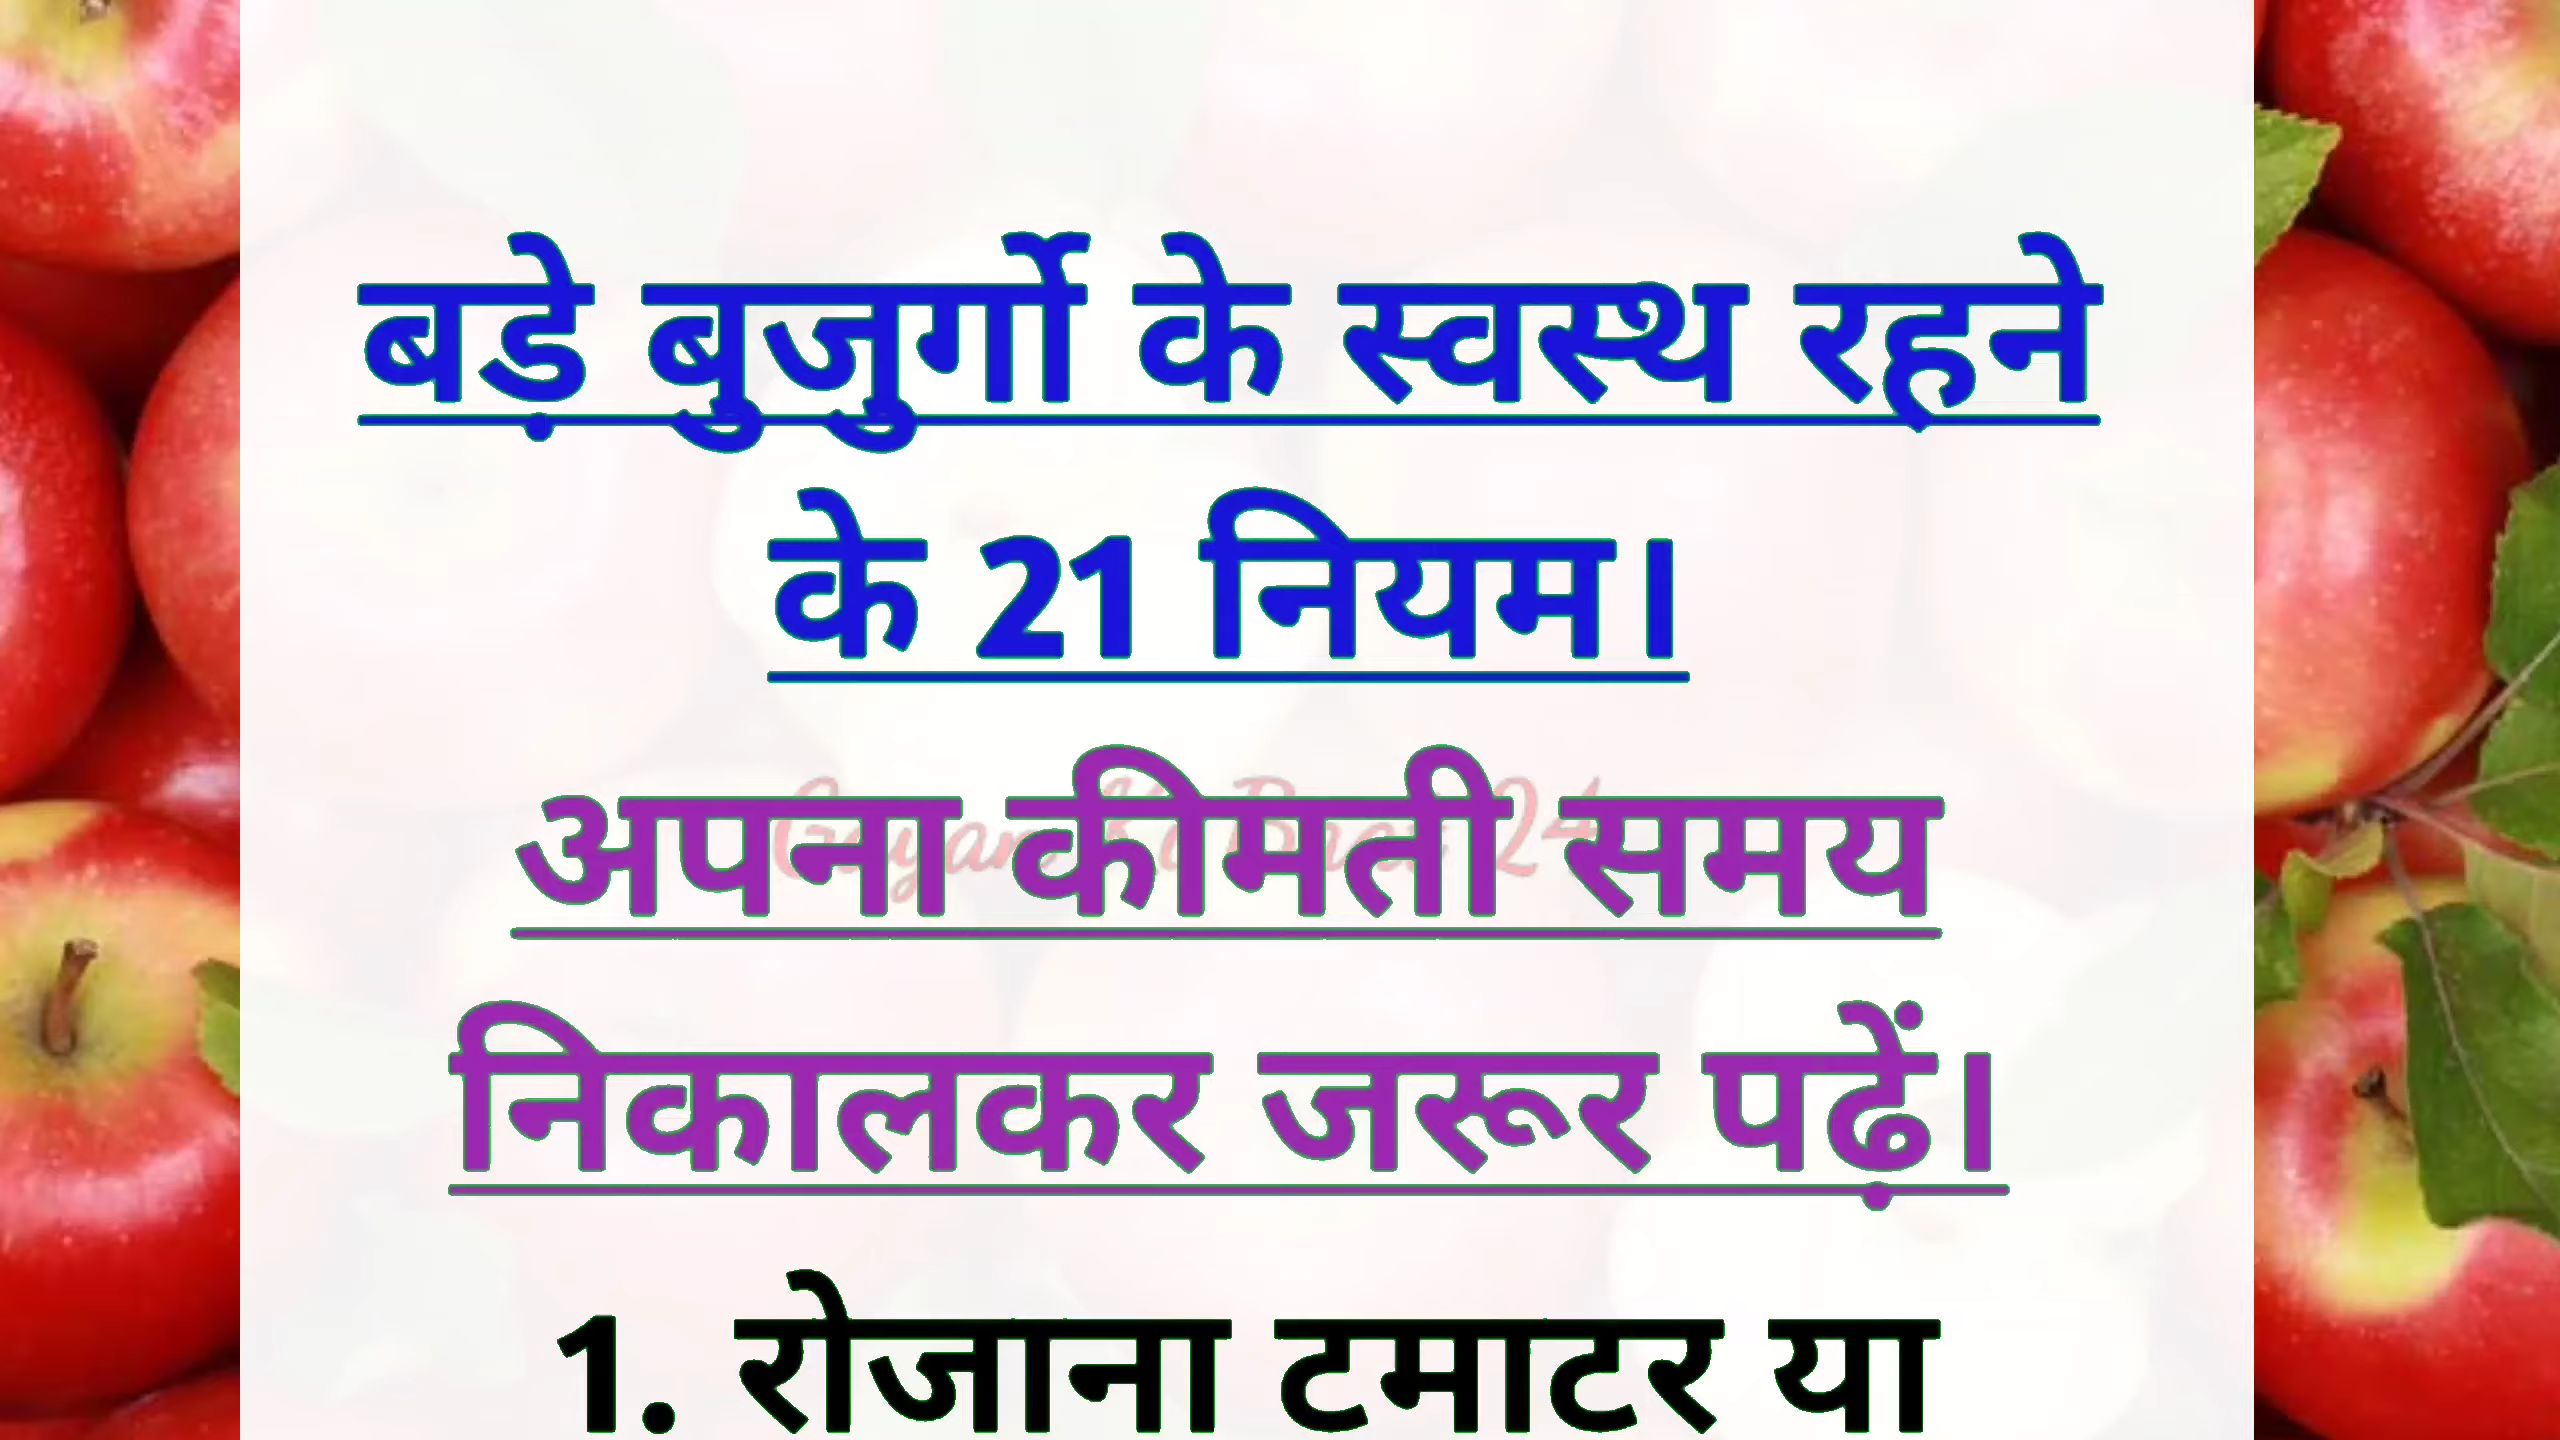 बड़े बुजुर्गो के स्वस्थ रहने
के 21 नियम।
अपना कीमती समय
निकालकर जरूर पढ़ें।
1. रोजाना टमाटर या